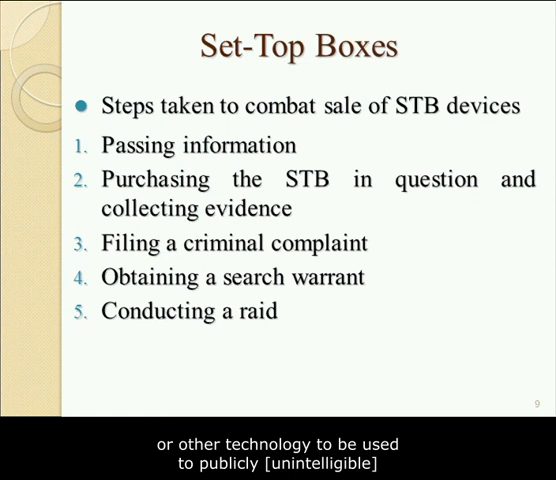 Set-Top Boxes
Steps taken to combat sale of STB devices
1. Passing information
2. Purchasing the STB in question and
collecting evidence
3. Filing a criminal complaint
4. Obtaining a search warrant
5. Conducting a raid
9
or other technology to be used
to publicly [unintelligible]